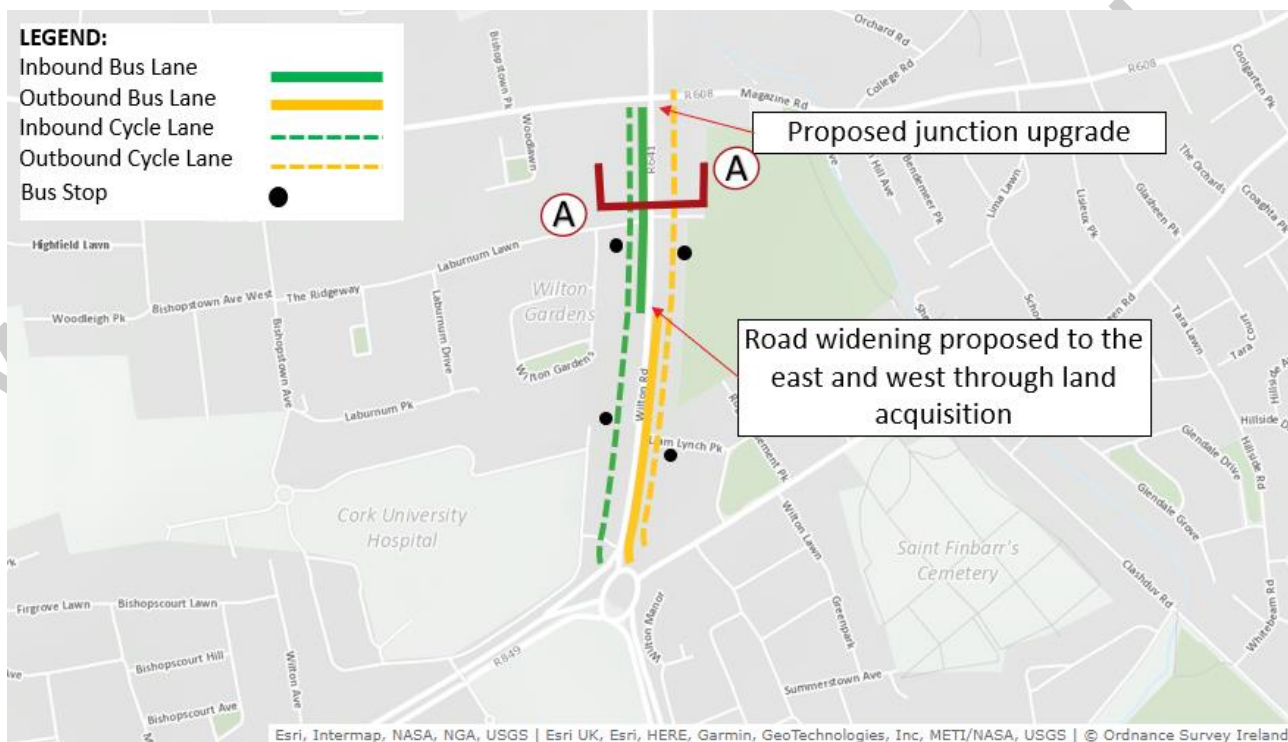 LEGEND:
Inbound Bus Lane
Outbound Bus Lane
Inbound Cycle Lane
Outbound Cycle Lane
Bus Stop
Bishopstown Pk
Woodlawn
Orchard Rd
College Rd
R608
Coolgarten Pk
R608
Magazine Rd
Proposed junction upgrade
R641
A
A
Hill Ave
Bendemeer Pk
Lima Lawn
Lisieux Pk
Glasheen Pk
The Orchards
Croaghta Pk
Highfield Lawn
Laburnum Lawn
Bishopstown Ave West
The Ridgeway
Woodleigh Pk
Laburnum Drive
Wilton
Gardens
Wilton Gardens
Bishopstown Ave
Laburnum Pk
Wilton Rd
Road widening proposed to the
east and west through land
acquisition
Tara Lawn
Tara
Court
Hillside
Hillside Rd
Glendale Drive
Glendale Grove
Cork University
Hospital
Wilton Lawn
Saint Finbarr's
Cemetery
Clashduv Rd
Whitebeam Rd
Firgrove Lawn
Bishopscourt Lawn
Bishopscourt Hill
Bishopscourt Ave
Wilton Ave
R849
Wilton Manor
Greenpark
Summerstown Ave
Esri, Intermap, NASA, NGA, USGS | Esri UK, Esri, HERE, Garmin, GeoTechnologies, Inc, METI/NASA, USGS | © Ordnance Survey Ireland